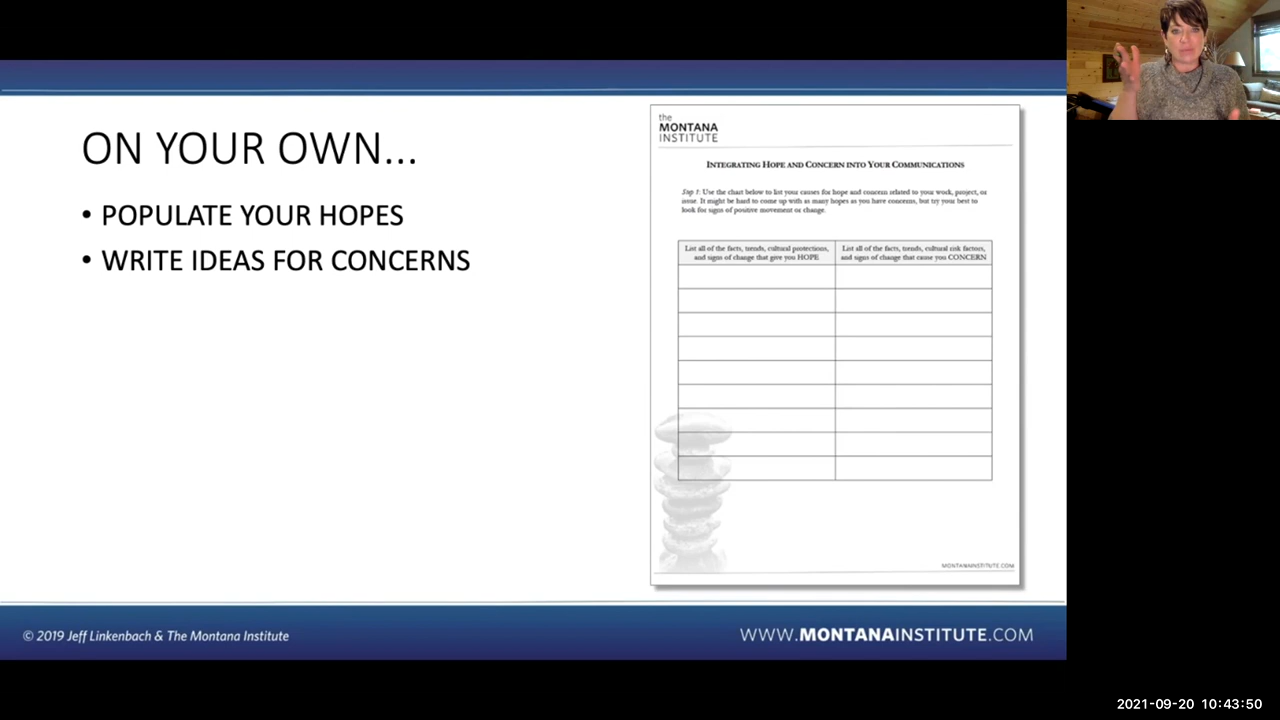 ON YOUR OWN...
• POPULATE YOUR HOPES
• WRITE IDEAS FOR CONCERNS
the
MONTANA
INSTITUTE
INTEGRATING HOPE AND CONCERN INTO YOUR COMMUNICATIONS
Step 1: Use the chart below to list your causes for hope and concern related to your work, project, or
issue. It might be hard to come up with as many hopes as you have concerns, but try your best to
look for signs of positive movement or change.
List all of the facts, trends, cultural protections,
and signs of change that give you HOPE
List all of the facts, trends, cultural risk factors,
and signs of change that cause you CONCERN
MONTANAINSTITUTE.COM
© 2019 Jeff Linkenbach & The Montana Institute
WWW.MONTANAINSTITUTE.COM
2021-09-20 10:43:50